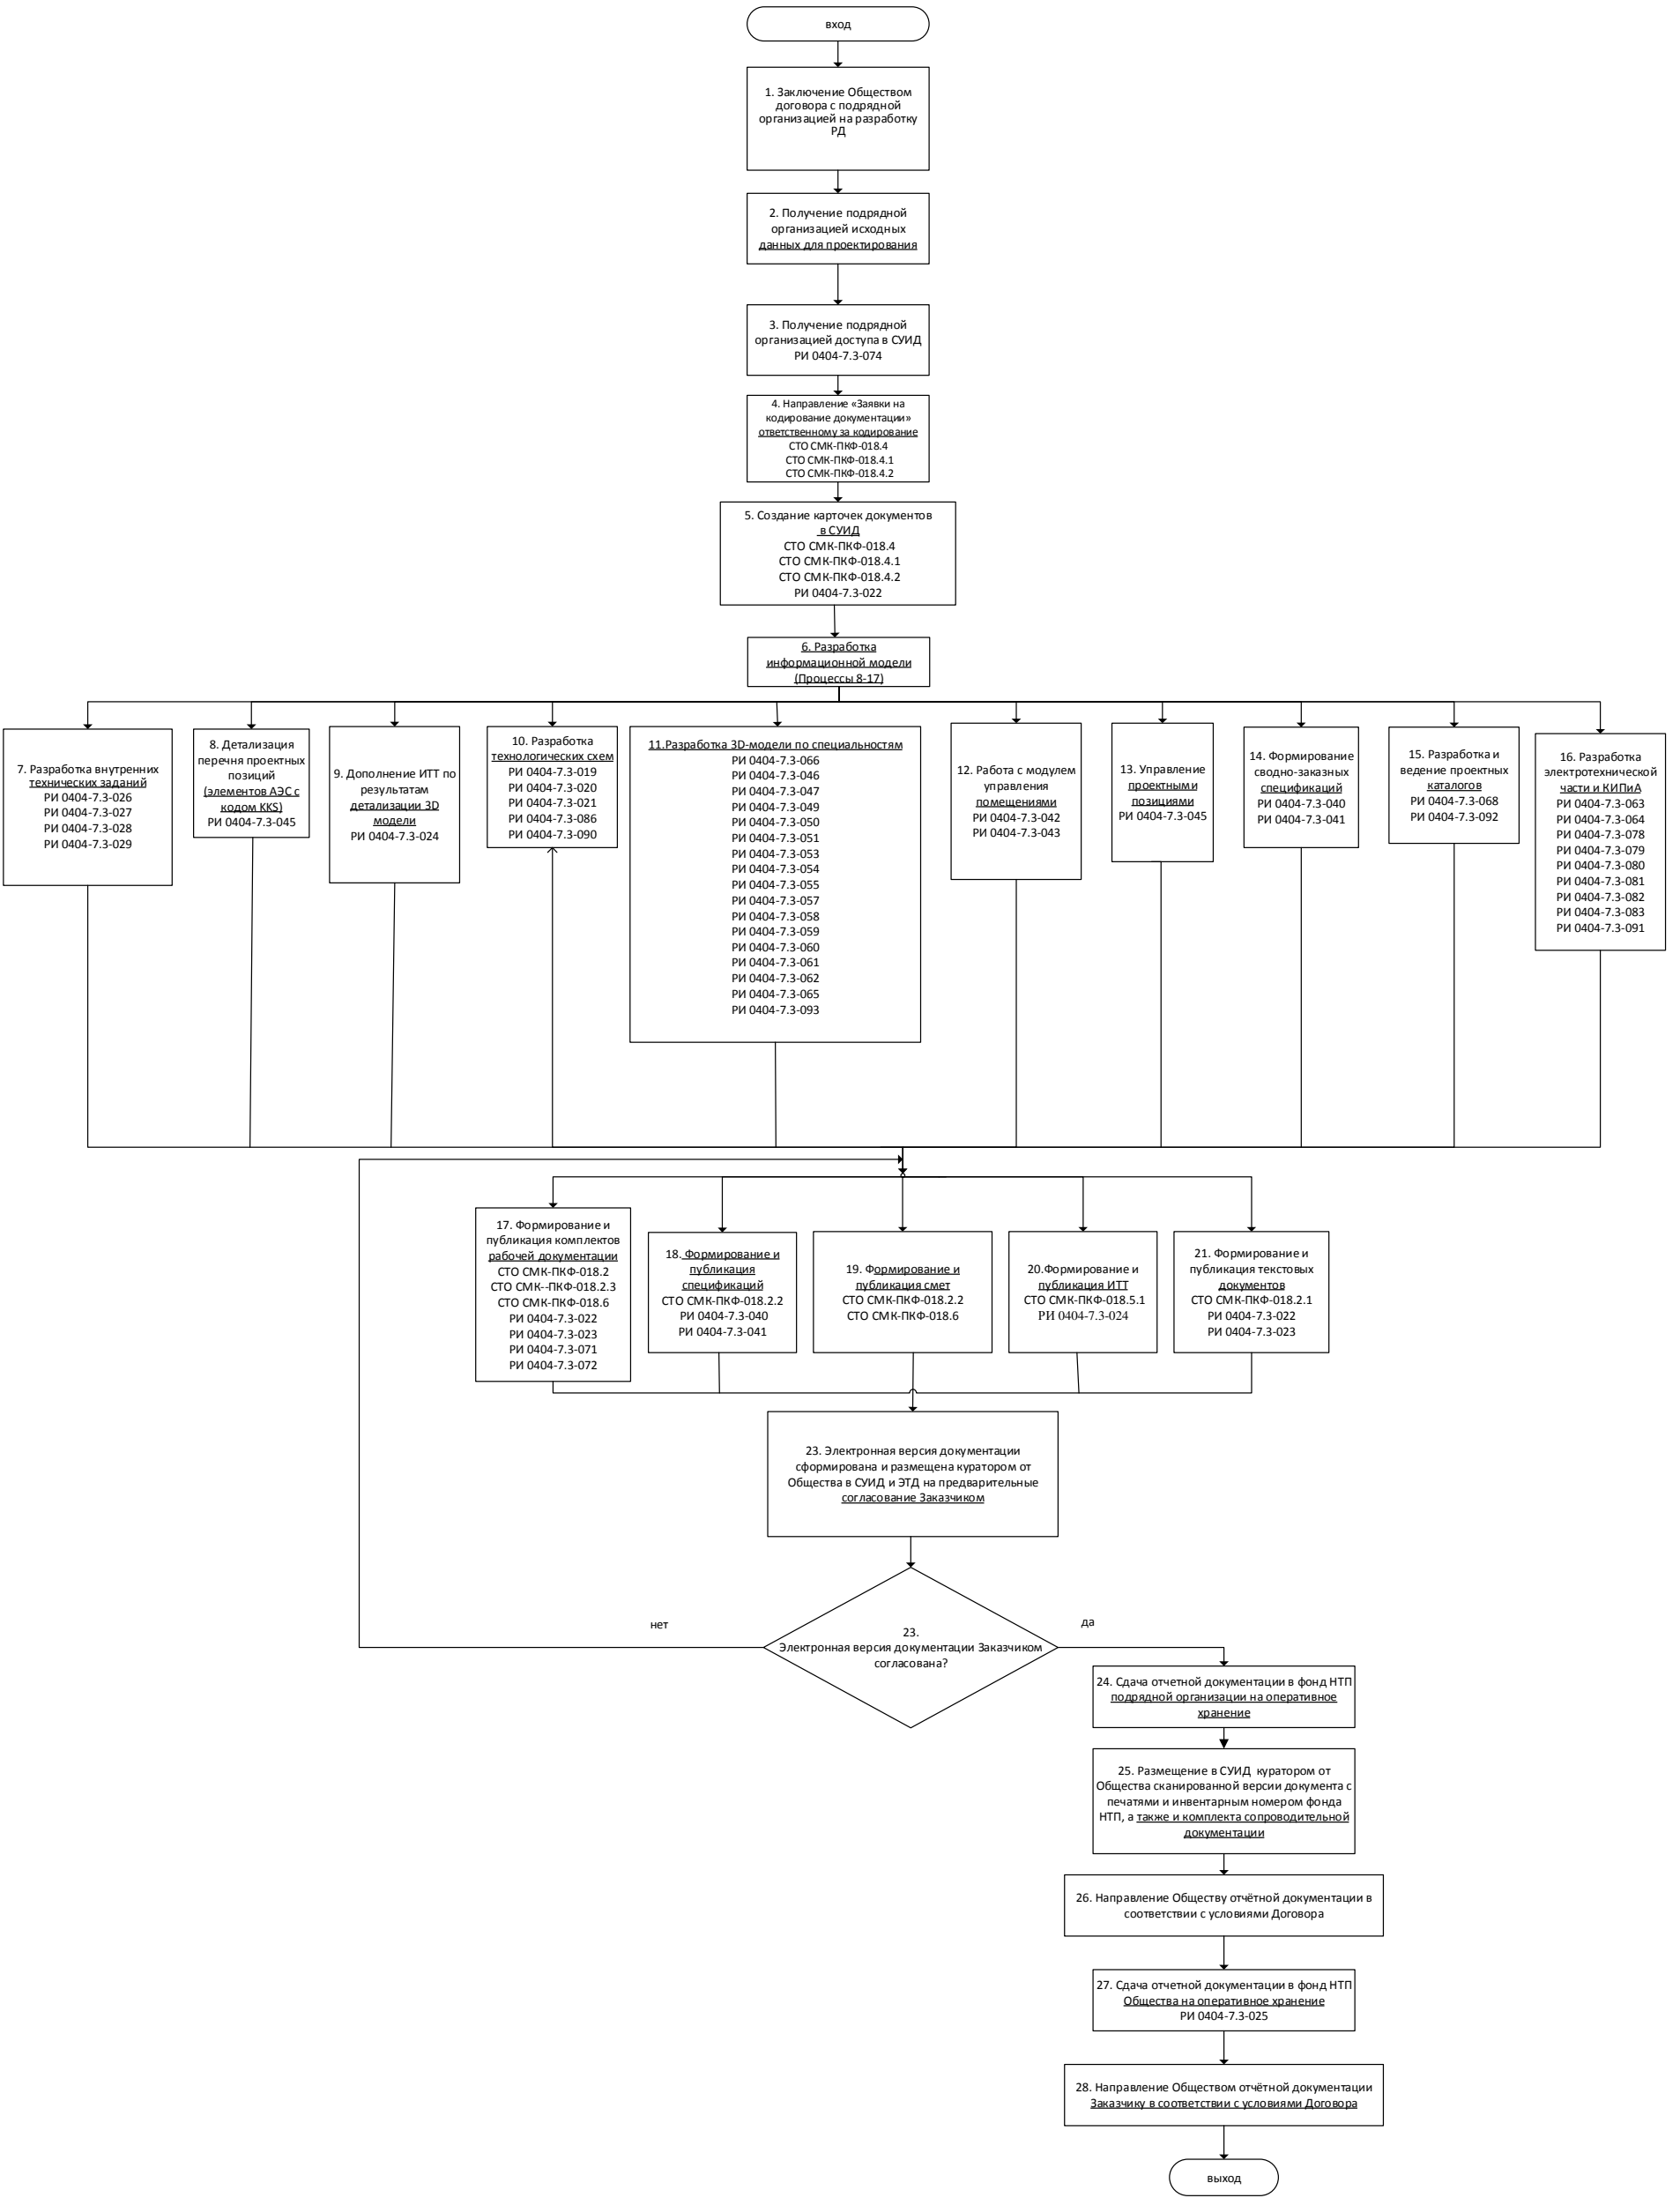 вход
1. Заключение Обществом
договора с подрядной
организацией на разработку
РД
2. Получение подрядной
организацией исходных
данных для проектирования
3. Получение подрядной
организацией доступа в СУИД
РИ 0404-7.3-074
4. Направление «Заявки на
кодирование документации»
ответственному за кодирование
СТО СМК-ПКФ-018.4
СТО СМК-ПКФ-018.4.1
СТО СМК-ПКФ-018.4.2
5. Создание карточек документов
в СУИД
СТО СМК-ПКФ-018.4
СТО СМК-ПКФ-018.4.1
СТО СМК-ПКФ-018.4.2
РИ 0404-7.3-022
6. Разработка
информационной модели
(Процессы 8-17)
7. Разработка внутренних
технических заданий
РИ 0404-7.3-026
РИ 0404-7.3-027
РИ 0404-7.3-028
РИ 0404-7.3-029
8. Детализация
перечня проектных
позиций
(элементов АЭС с
кодом KKS)
РИ 0404-7.3-045
9. Дополнение ИТТ по
результатам
детализации 3D
модели
РИ 0404-7.3-024
10. Разработка
технологических схем
РИ 0404-7.3-019
РИ 0404-7.3-020
РИ 0404-7.3-021
РИ 0404-7.3-086
РИ 0404-7.3-090
11.Разработка 3D-модели по специальностям
РИ 0404-7.3-066
РИ 0404-7.3-046
РИ 0404-7.3-047
РИ 0404-7.3-049
РИ 0404-7.3-050
РИ 0404-7.3-051
РИ 0404-7.3-053
РИ 0404-7.3-054
РИ 0404-7.3-055
РИ 0404-7.3-057
РИ 0404-7.3-058
РИ 0404-7.3-059
РИ 0404-7.3-060
РИ 0404-7.3-061
РИ 0404-7.3-062
РИ 0404-7.3-065
РИ 0404-7.3-093
12. Работа с модулем
управления
помещениями
РИ 0404-7.3-042
РИ 0404-7.3-043
13. Управление
проектными
позициями
РИ 0404-7.3-045
14. Формирование
сводно-заказных
спецификаций
РИ 0404-7.3-040
РИ 0404-7.3-041
15. Разработка и
ведение проектных
каталогов
РИ 0404-7.3-068
РИ 0404-7.3-092
16. Разработка
электротехнической
части и КИПиА
РИ 0404-7.3-063
РИ 0404-7.3-064
РИ 0404-7.3-078
РИ 0404-7.3-079
РИ 0404-7.3-080
РИ 0404-7.3-081
РИ 0404-7.3-082
РИ 0404-7.3-083
РИ 0404-7.3-091
17. Формирование и
публикация комплектов
рабочей документации
СТО СМК-ПКФ-018.2
СТО СМК--ПКФ-018.2.3
СТО СМК-ПКФ-018.6
РИ 0404-7.3-022
РИ 0404-7.3-023
РИ 0404-7.3-071
РИ 0404-7.3-072
18. Формирование и
публикация
спецификаций
СТО СМК-ПКФ-018.2.2
РИ 0404-7.3-040
РИ 0404-7.3-041
19. Формирование и
публикация смет
СТО СМК-ПКФ-018.2.2
СТО СМК-ПКФ-018.6
20.Формирование и
публикация ИТТ
СТО СМК-ПКФ-018.5.1
РИ 0404-7.3-024
21. Формирование и
публикация текстовых
документов
СТО СМК-ПКФ-018.2.1
РИ 0404-7.3-022
РИ 0404-7.3-023
23. Электронная версия документации
сформирована и размещена куратором от
Общества в СУИД и ЭТД на предварительные
согласование Заказчиком
нет
да
23.
Электронная версия документации Заказчиком
согласована?
24. Сдача отчетной документации в фонд НТП
подрядной организации на оперативное
хранение
25. Размещение в СУИД куратором от
Общества сканированной версии документа с
печатями и инвентарным номером фонда
НТП, а также и комплекта сопроводительной
документации
26. Направление Обществу отчётной документации в
соответствии с условиями Договора
27. Сдача отчетной документации в фонд НТП
Общества на оперативное хранение
РИ 0404-7.3-025
28. Направление Обществом отчётной документации
Заказчику в соответствии с условиями Договора
выход